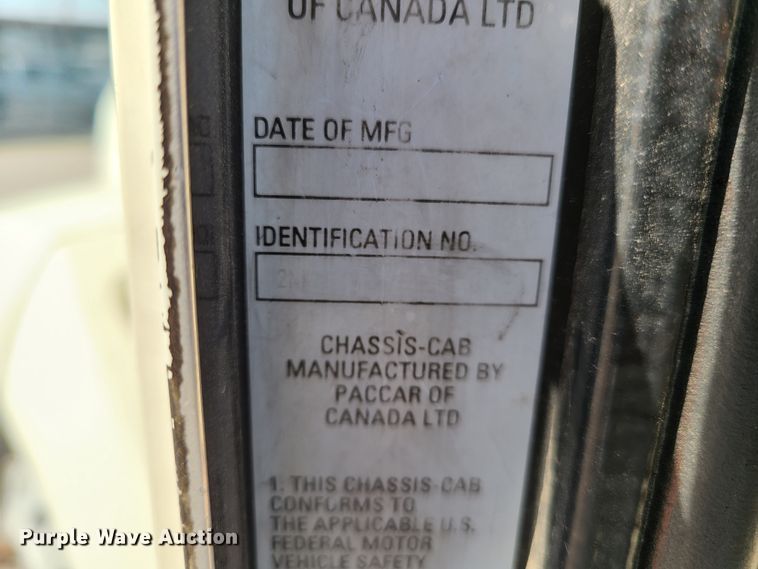 OF CANADA LTD
DATE OF MFG
IDENTIFICATION NO.
CHASSIS-CAB
MANUFACTURED BY
PACCAR OF
CANADA LTD
1. THIS CHASSIS-CAB
CONFORMS TO
THE APPLICABLE U.S.
FEDERAL MOTOR
VEHICLE SAFETY
Purple Wave Auction